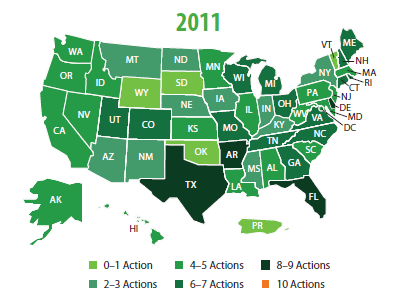 2011
WA
OR
CA
NV
ID
MT
WY
UT
CO
AZ
NM
ND
SD
NE
KS
OK
TX
MN
IA
MO
AR
LA
WI
IL
MI
IN
OH
KY
TN
MS
AL
GA
FL
SC
NC
VA
WV
PA
NY
VT
ME
NH
MA
RI
CT
NJ
DE
MD
DC
AK
HI
PR
0–1 Action
4–5 Actions
8–9 Actions
2–3 Actions
6–7 Actions
10 Actions